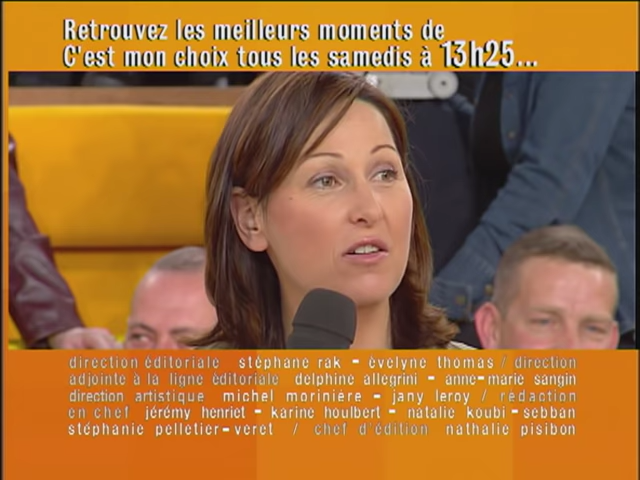 Retrouvez les meilleurs moments de
C'est mon choix tous les samedis à 13h25...
direction éditoriale stéphane rak - évelyne thomas / direction
adjointe à la ligne éditoriale délphine allegrini - anne-marie sangin
direction artistique michel morinière - jany leroy / rédaction
en chef jérémy henriet - karine houlbert - natalie koubi-sebban
stéphanie pelletier-veret / chef d'édition nathalie pisibon